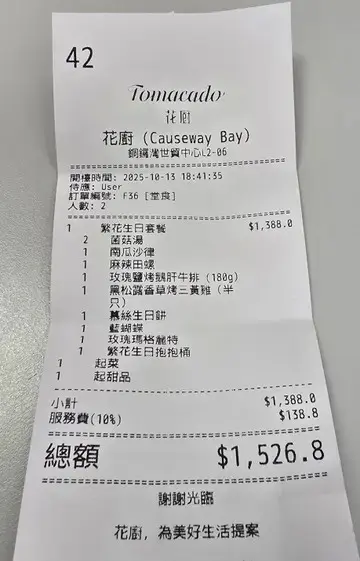 42
Tomacado
花廚
花廚 (Causeway Bay)
銅鑼灣世貿中心L2-06
開檯時間: 2025-10-13 18:41:35
侍應: User
訂單編號: F36 [堂食]
人數: 2
1 繁花生日套餐 $1,388.0
2 菌菇湯
1 南瓜沙律
1 麻辣田螺
1 玫瑰鹽烤鵝肝牛排 (180g)
1 黑松露香草烤三黃雞 (半
只)
1 慕絲生日餅
1 藍蝴蝶
1 玫瑰瑪格麗特
1 繁花生日抱抱桶
1 起菜
1 起甜品
小計 $1,388.0
服務費(10%) $138.8
總額 $1,526.8
謝謝光臨
花廚，為美好生活提案